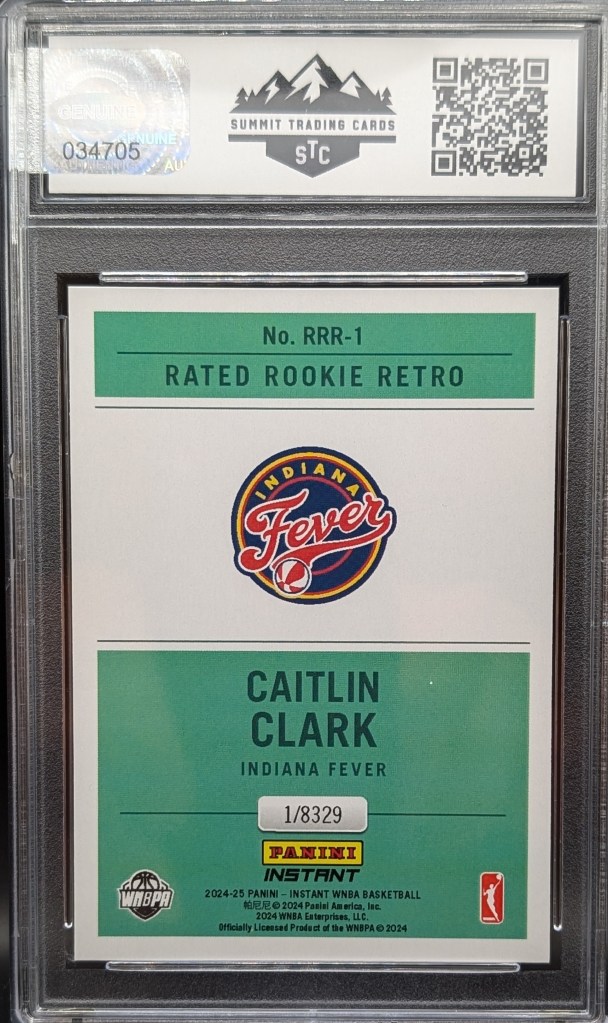 GENUINE
GENUINE
034705
AU
SUMMIT TRADING CARDS
STC
No. RRR-1
RATED ROOKIE RETRO
INDIANA
Fever
CAITLIN
CLARK
INDIANA FEVER
1/8329
PANINI
INSTANT
WNBPA
2024-25 PANINI – INSTANT WNBA BASKETBALL
帕尼尼 © 2024 Panini America, Inc.
2024 WNBA Enterprises, LLC.
Officially Licensed Product of the WNBPA © 2024